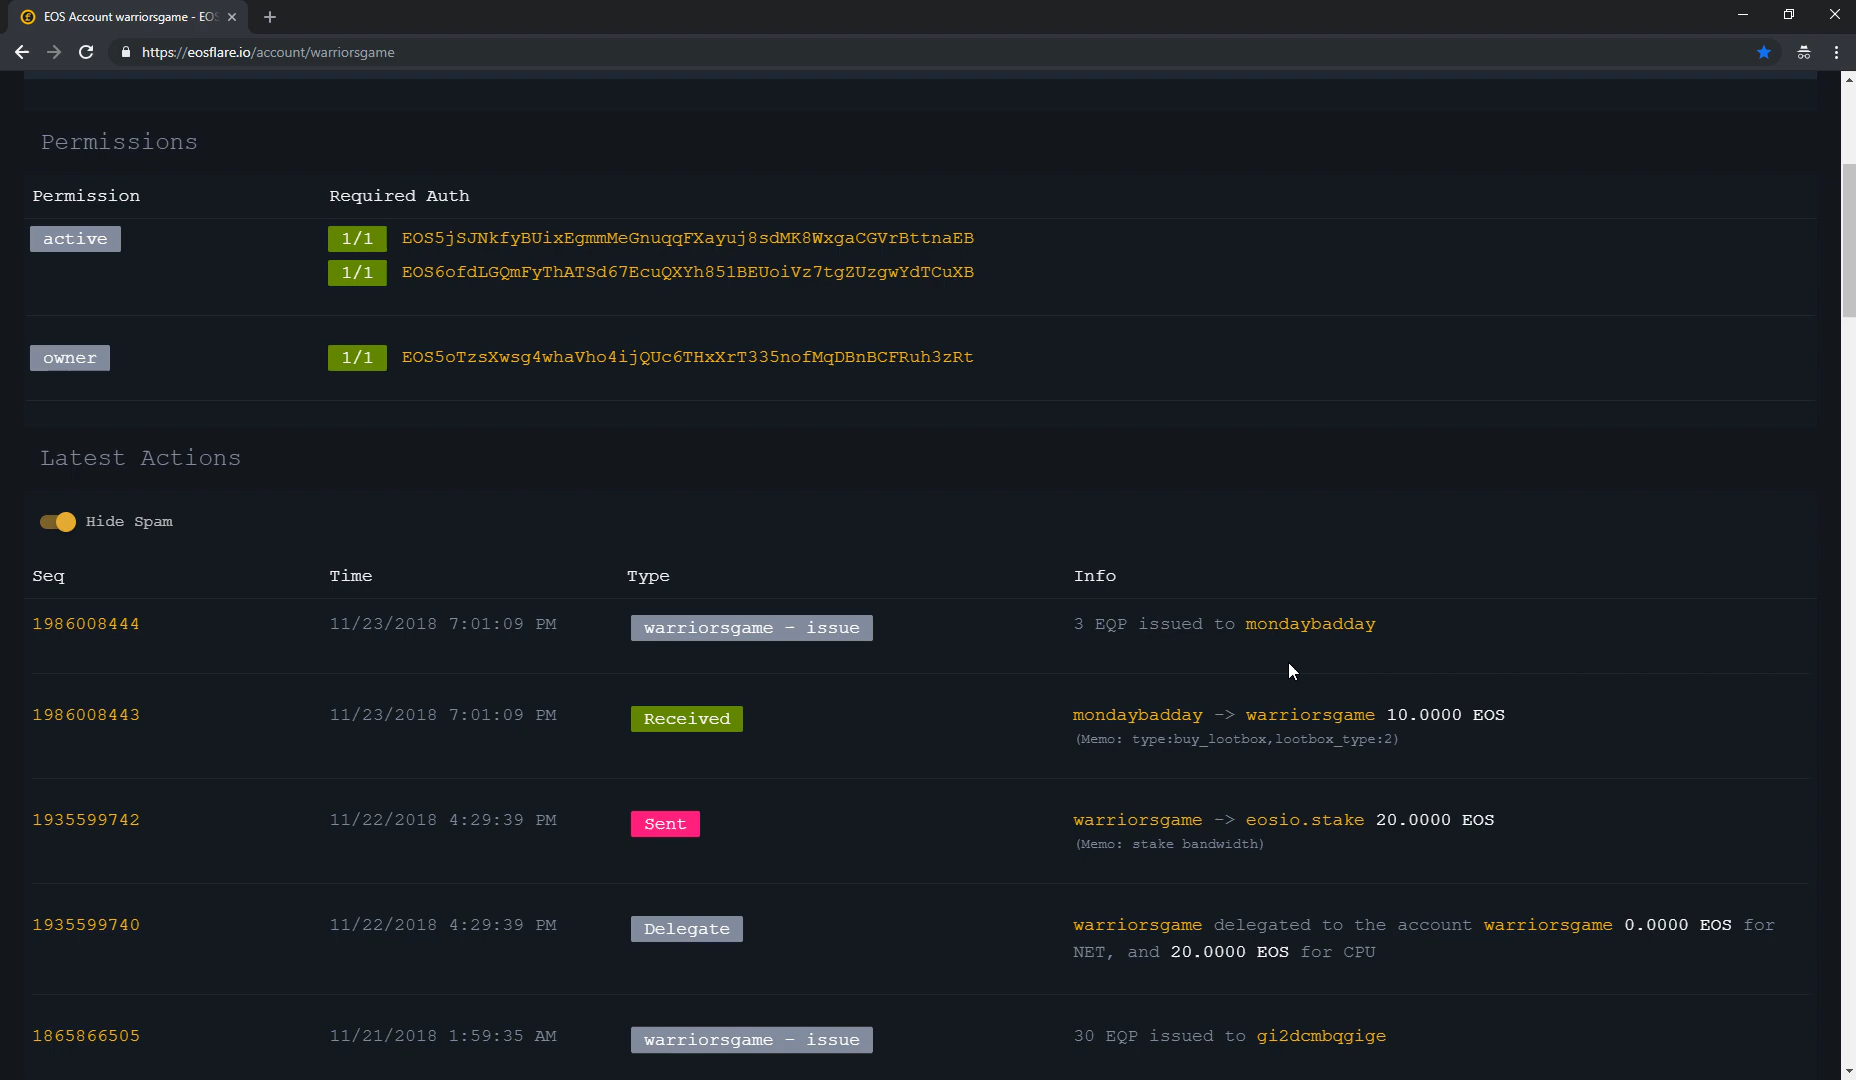 EOS Account warriorsgame - EOS
https://eosflare.io/account/warriorsgame
Permissions
Permission Required Auth
active 1/1 EOS5jSJNkfyBUixEgmmMeGnuqqFXayuj8sdMK8WxgaCGVrBttnaEB
1/1 EOS6ofdLGQmFyThATSd67EcuQXYh851BEUoiVz7tgZUzgwYdTCuXB
owner 1/1 EOS5oTzsXwsg4whaVho4ijQUc6THxXrT335nofMqDBnBCFRuh3zRt
Latest Actions
Hide Spam
Seq Time Type Info
1986008444 11/23/2018 7:01:09 PM warriorsgame - issue 3 EQP issued to mondaybadday
1986008443 11/23/2018 7:01:09 PM Received mondaybadday -> warriorsgame 10.0000 EOS
(Memo: type:buy_lootbox,lootbox_type:2)
1935599742 11/22/2018 4:29:39 PM Sent warriorsgame -> eosio.stake 20.0000 EOS
(Memo: stake bandwidth)
1935599740 11/22/2018 4:29:39 PM Delegate warriorsgame delegated to the account warriorsgame 0.0000 EOS for
NET, and 20.0000 EOS for CPU
1865866505 11/21/2018 1:59:35 AM warriorsgame - issue 30 EQP issued to gi2dcmbqgige